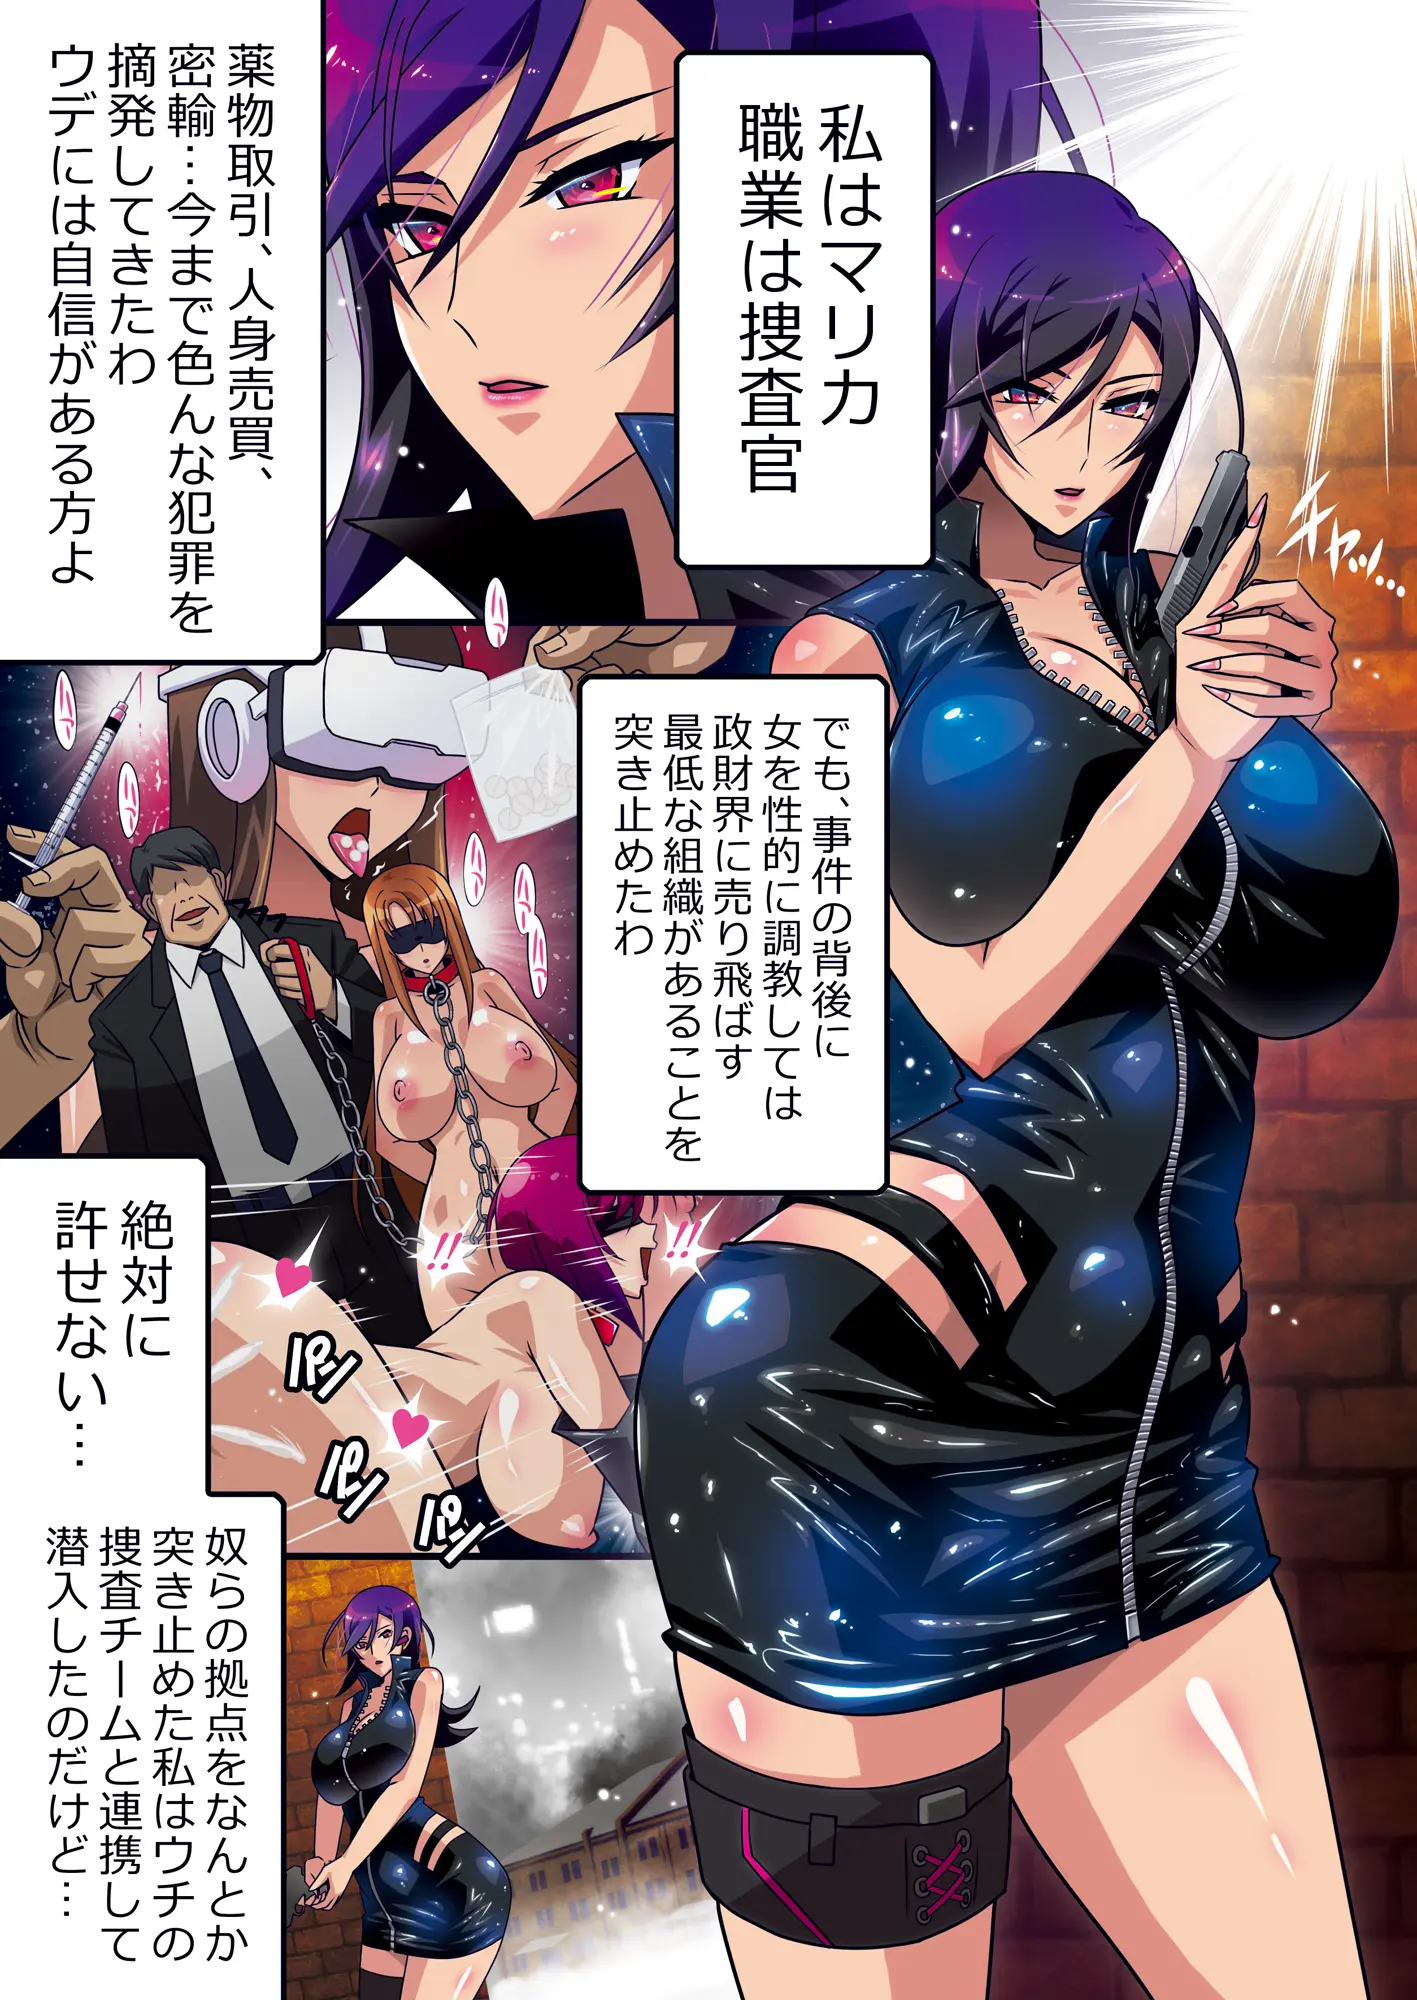 私はマリカ
職業は捜査官
薬物取引、人身売買、
密輸…今まで色んな犯罪を
摘発してきたわ
ウデには自信がある方よ
チャッ…
でも、事件の背後に
女を性的に調教しては
政財界に売り飛ばす
最低な組織があることを
突き止めたわ
絶対に
許せない…
!!
!!
パン
パン
パン
奴らの拠点をなんとか
突き止めた私はウチの
捜査チームと連携して
潜入したのだけど…